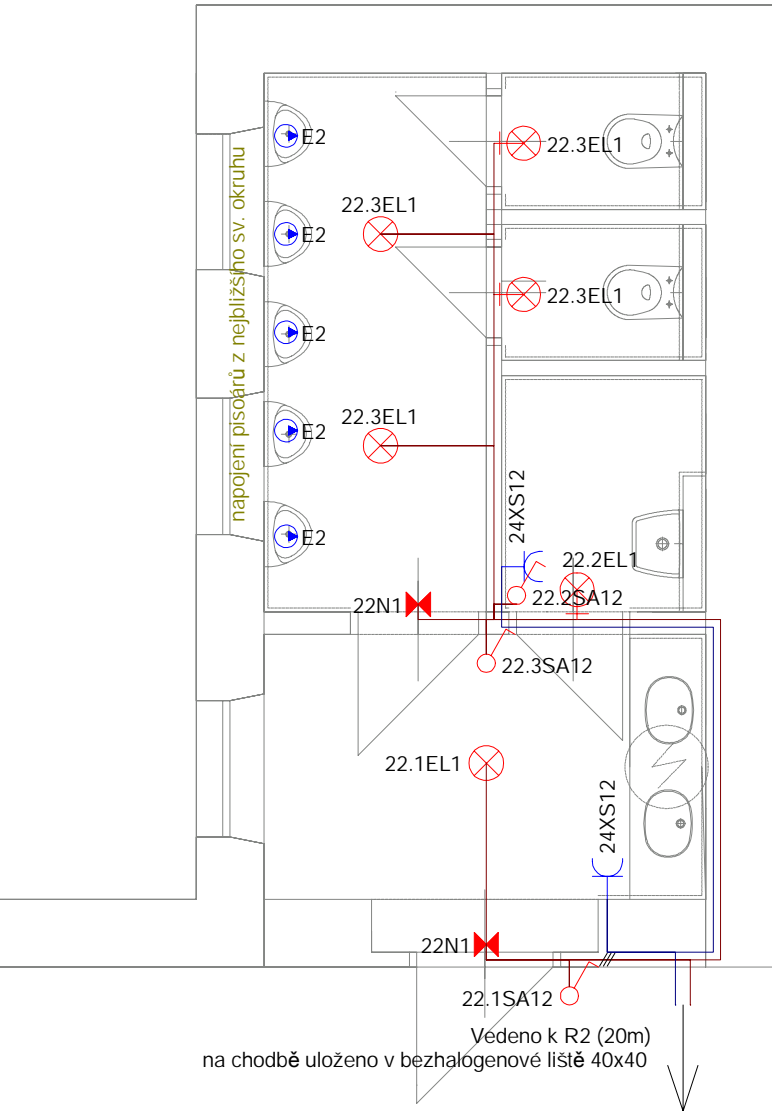 E2
22.3EL1
22.3EL1
E2
napojení pisoárů z nejbližšího sv. okruhu
22.3EL1
E2
22.3EL1
E2
24XS12
E2
22.2EL1
22N1
22.2SA12
22.3SA12
22.1EL1
24XS12
22N1
22.1SA12
Vedeno k R2 (20m)
na chodbě uloženo v bezhalogenové liště 40x40